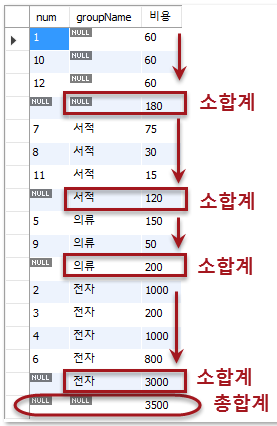 num groupName 비용
1 NULL 60
10 NULL 60
12 NULL 60
NULL NULL 180 소합계
7 서적 75
8 서적 30
11 서적 15
NULL 서적 120 소합계
5 의류 150
9 의류 50
NULL 의류 200 소합계
2 전자 1000
3 전자 200
4 전자 1000
6 전자 800
NULL 전자 3000 소합계
NULL NULL 3500 총합계